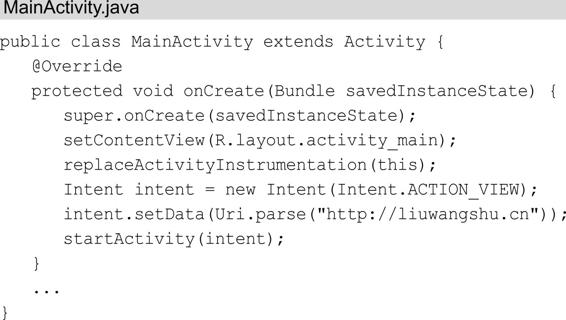 MainActivity.java
public class MainActivity extends Activity {
@Override
protected void onCreate(Bundle savedInstanceState) {
super.onCreate(savedInstanceState);
setContentView(R.layout.activity_main);
replaceActivityInstrumentation(this);
Intent intent = new Intent(Intent.ACTION_VIEW);
intent.setData(Uri.parse("http://liuwangshu.cn"));
startActivity(intent);
}
...
}